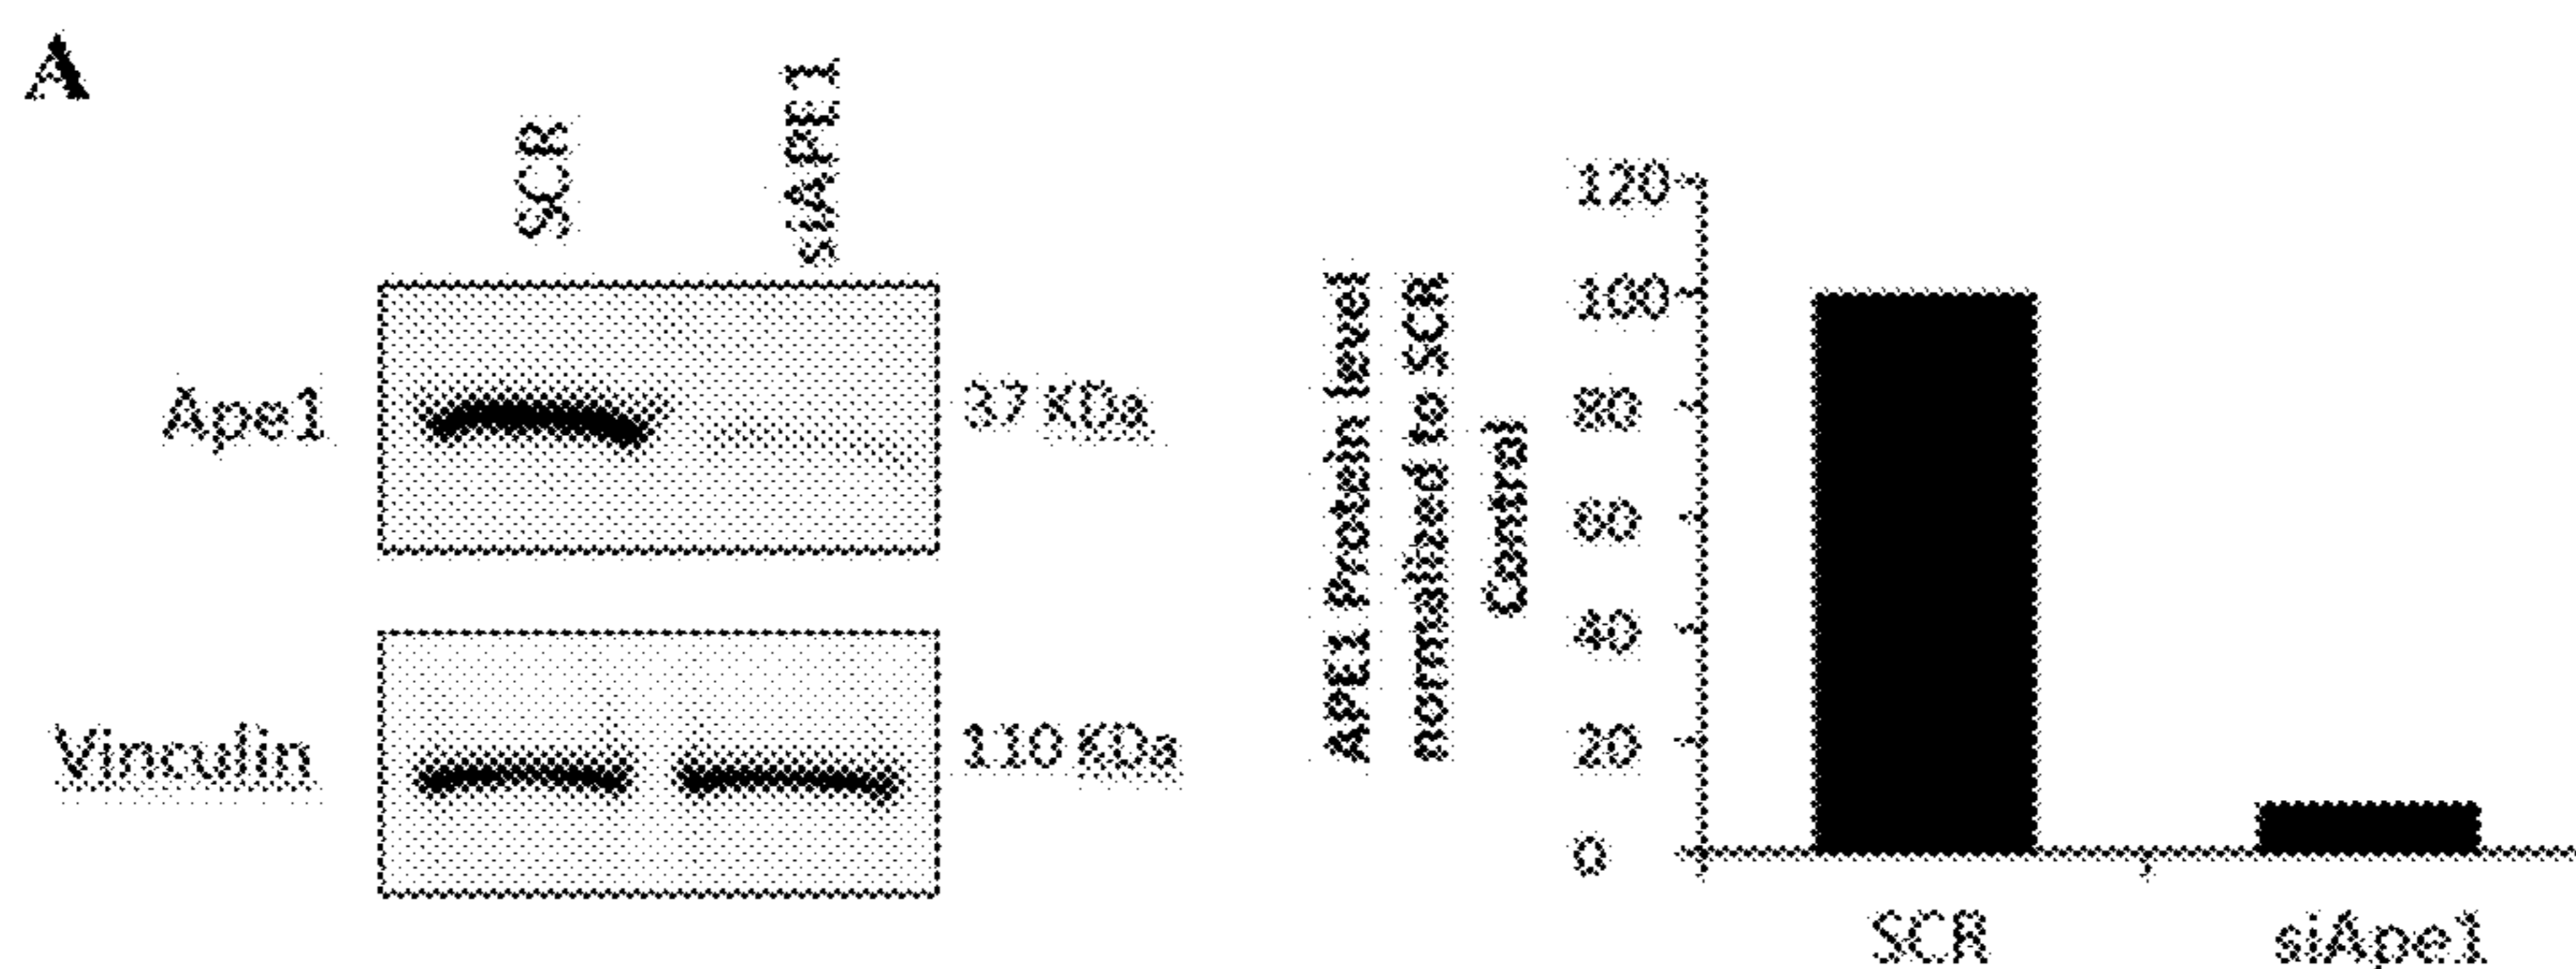 A
SCR
siAPE1
Ape1
37 KDa
Vinculin
110 KDa
APE1 Protein level
normalized to SCR
Control
120
100
80
60
40
20
0
SCR
siApe1